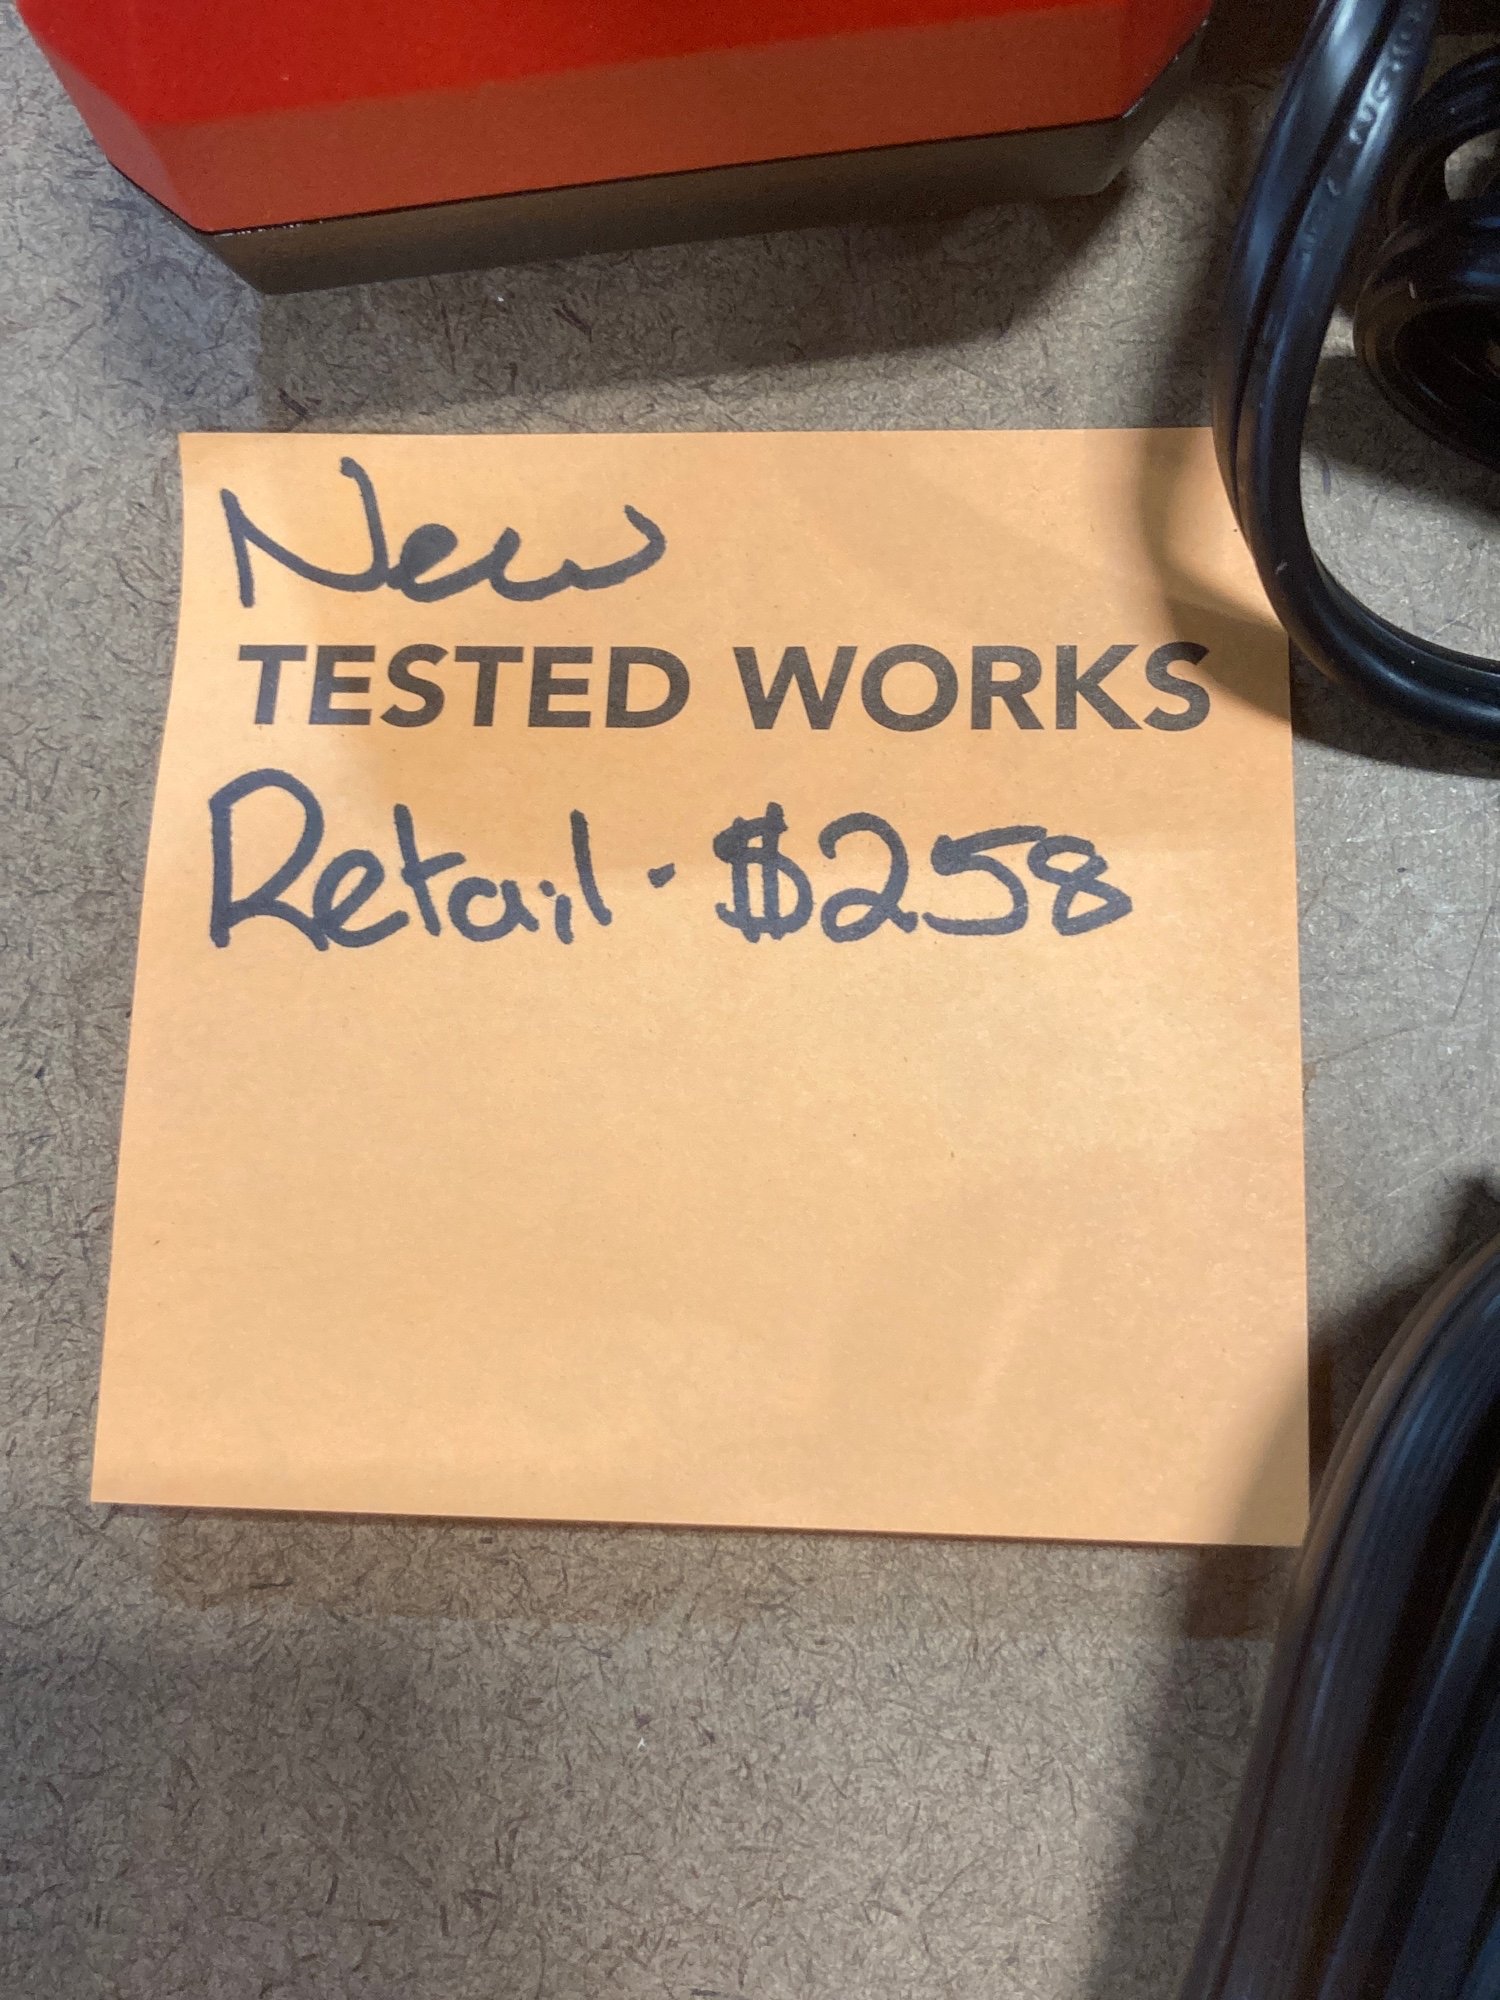 New
TESTED WORKS
Retail - $258